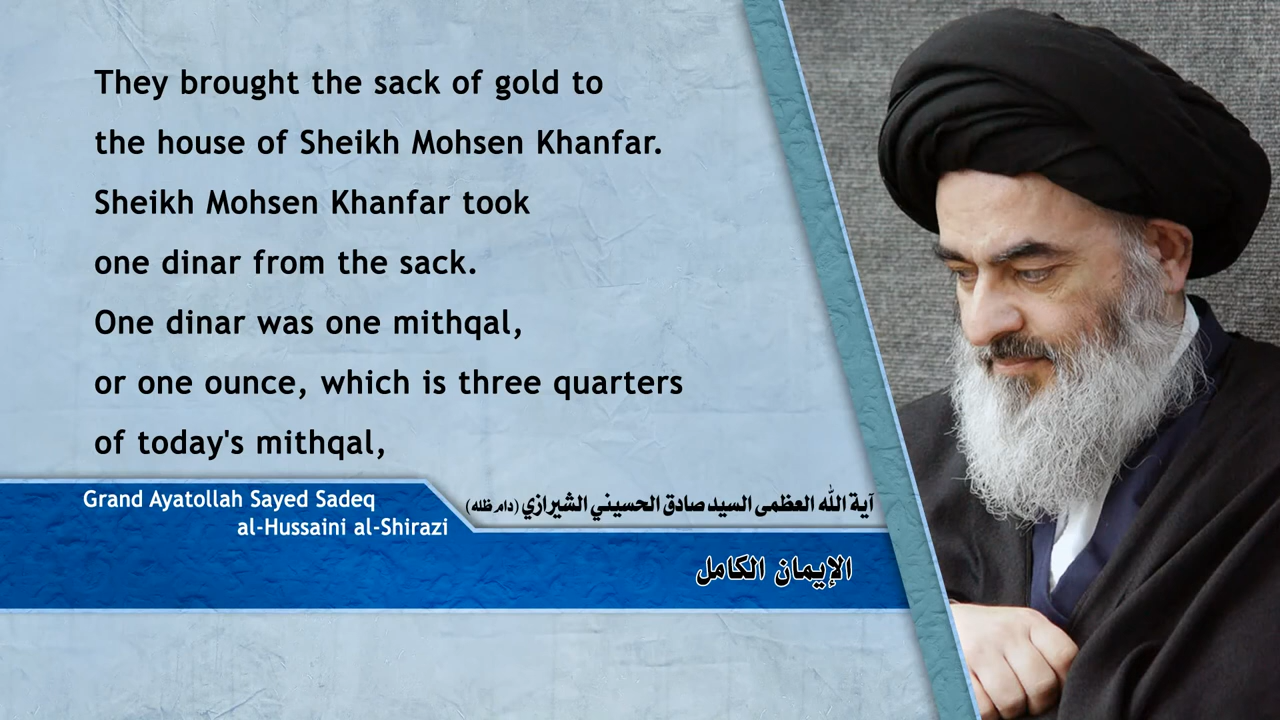 They brought the sack of gold to
the house of Sheikh Mohsen Khanfar.
Sheikh Mohsen Khanfar took
one dinar from the sack.
One dinar was one mithqal,
or one ounce, which is three quarters
of today's mithqal,
Grand Ayatollah Sayed Sadeq
al-Hussaini al-Shirazi
آية الله العظمى السيد صادق الحسيني الشيرازي (دام ظله)
الإيمان الكامل